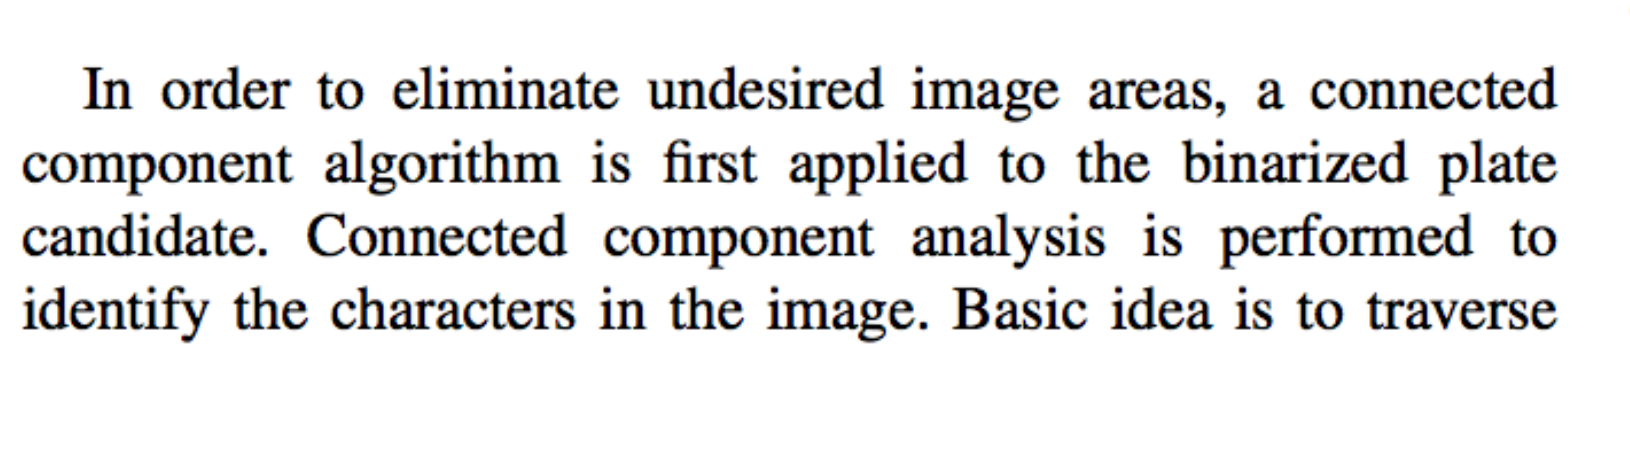 In order to eliminate undesired image areas, a connected
component algorithm is first applied to the binarized plate
candidate. Connected component analysis is performed to
identify the characters in the image. Basic idea is to traverse